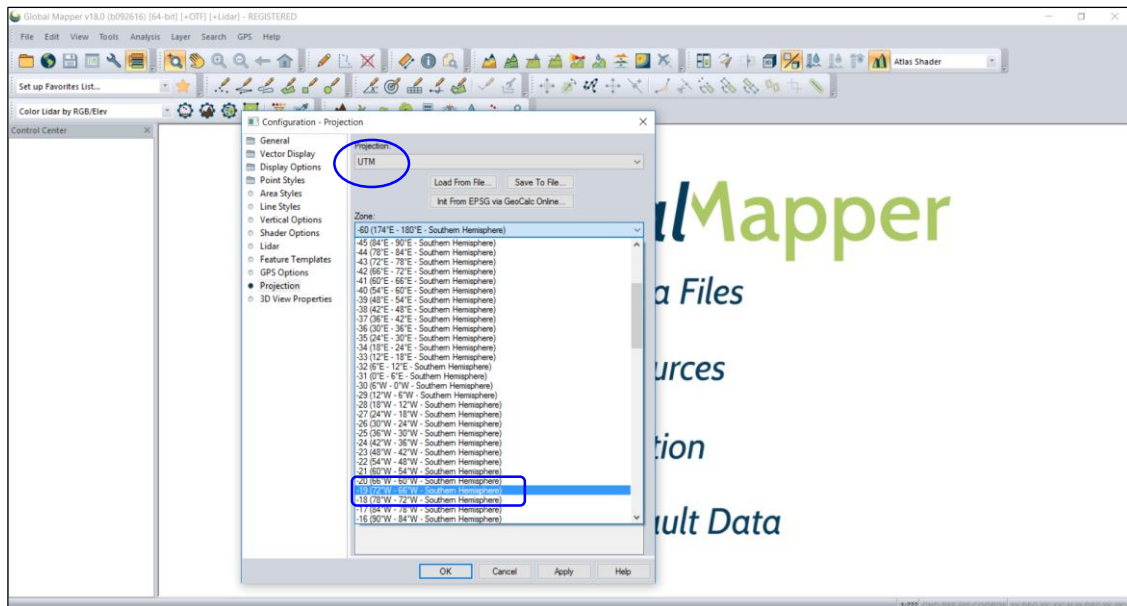 Global Mapper v18.0 (b092616) [64-bit] [+OTF] [+Lidar] - REGISTERED
File Edit View Tools Analysis Layer Search GPS Help
Atlas Shader
Set up Favorites List...
Color Lidar by RGB/Elev
Control Center
Configuration - Projection
General
Vector Display
Display Options
Point Styles
Area Styles
Line Styles
Vertical Options
Shader Options
Lidar
Feature Templates
GPS Options
Projection
3D View Properties
Projection:
UTM
Load From File... Save To File...
Init From EPSG via GeoCalc Online...
Zone:
-60 (174°E - 180°E - Southern Hemisphere)
-45 (84°E - 90°E - Southern Hemisphere)
-44 (78°E - 84°E - Southern Hemisphere)
-43 (72°E - 78°E - Southern Hemisphere)
-42 (66°E - 72°E - Southern Hemisphere)
-41 (60°E - 66°E - Southern Hemisphere)
-40 (54°E - 60°E - Southern Hemisphere)
-39 (48°E - 54°E - Southern Hemisphere)
-38 (42°E - 48°E - Southern Hemisphere)
-37 (36°E - 42°E - Southern Hemisphere)
-36 (30°E - 36°E - Southern Hemisphere)
-35 (24°E - 30°E - Southern Hemisphere)
-34 (18°E - 24°E - Southern Hemisphere)
-33 (12°E - 18°E - Southern Hemisphere)
-32 (6°E - 12°E - Southern Hemisphere)
-31 (0°E - 6°E - Southern Hemisphere)
-30 (6°W - 0°W - Southern Hemisphere)
-29 (12°W - 6°W - Southern Hemisphere)
-28 (18°W - 12°W - Southern Hemisphere)
-27 (24°W - 18°W - Southern Hemisphere)
-26 (30°W - 24°W - Southern Hemisphere)
-25 (36°W - 30°W - Southern Hemisphere)
-24 (42°W - 36°W - Southern Hemisphere)
-23 (48°W - 42°W - Southern Hemisphere)
-22 (54°W - 48°W - Southern Hemisphere)
-21 (60°W - 54°W - Southern Hemisphere)
-20 (66°W - 60°W - Southern Hemisphere)
-19 (72°W - 66°W - Southern Hemisphere)
-18 (78°W - 72°W - Southern Hemisphere)
-17 (84°W - 78°W - Southern Hemisphere)
-16 (90°W - 84°W - Southern Hemisphere)
OK Cancel Apply Help
alMapper
a Files
urces
tion
ult Data